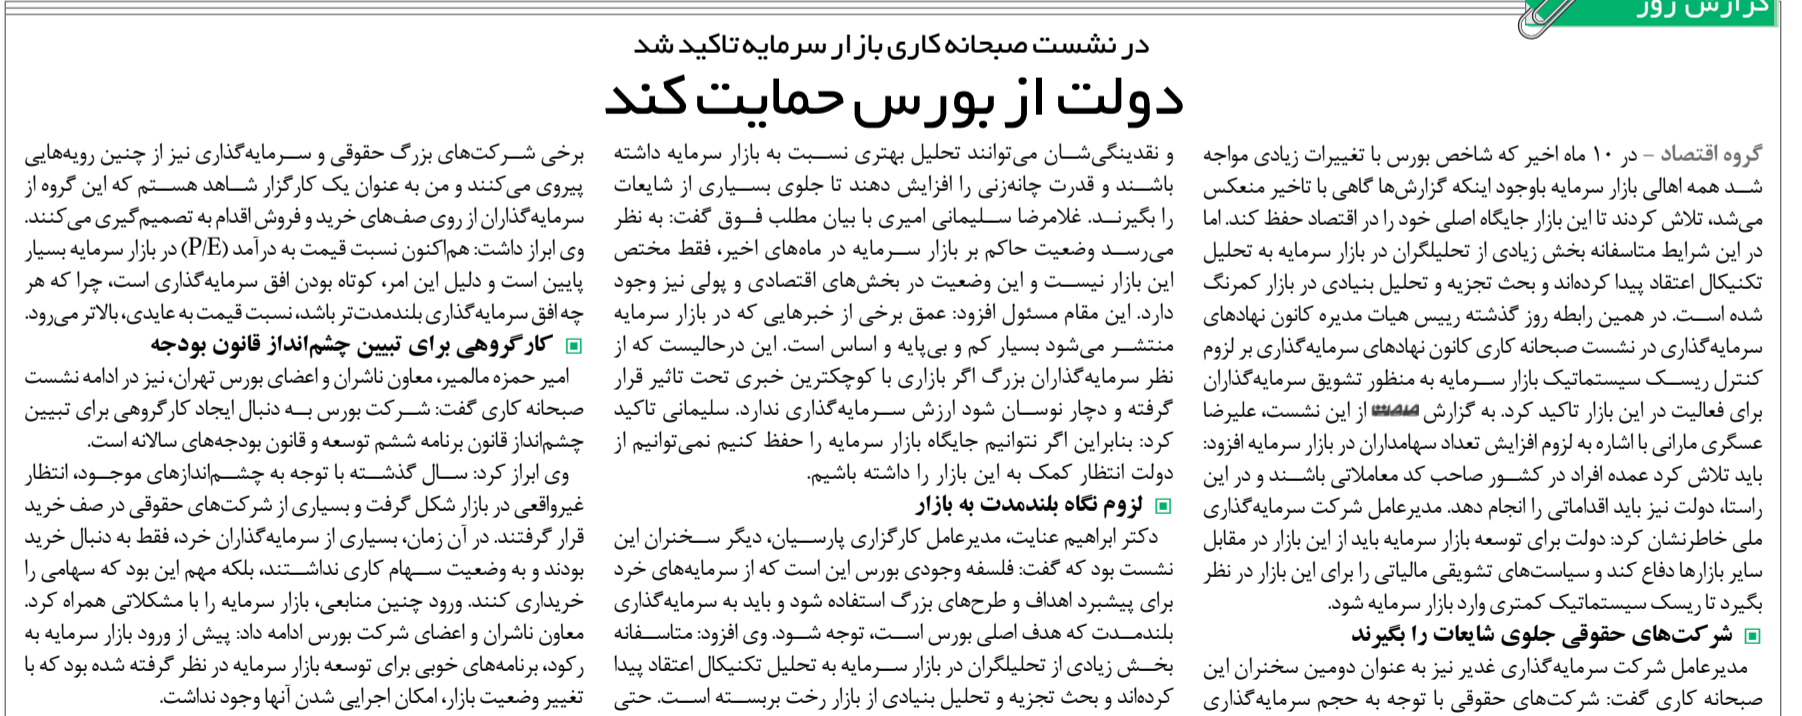 گزارش روز
در نشست صبحانه کاری بازار سرمایه تاکید شد
دولت از بورس حمایت کند
گروه اقتصاد - در ۱۰ ماه اخیر که شاخص بورس با تغییرات زیادی مواجه
شد همه اهالی بازار سرمایه باوجود اینکه گزارش‌ها گاهی با تاخیر منعکس
می‌شد، تلاش کردند تا این بازار جایگاه اصلی خود را در اقتصاد حفظ کند. اما
در این شرایط متاسفانه بخش زیادی از تحلیلگران در بازار سرمایه به تحلیل
تکنیکال اعتقاد پیدا کرده‌اند و بحث تجزیه و تحلیل بنیادی در بازار کمرنگ
شده است. در همین رابطه روز گذشته رییس هیات مدیره کانون نهادهای
سرمایه‌گذاری در نشست صبحانه کاری کانون نهادهای سرمایه‌گذاری بر لزوم
کنترل ریسک سیستماتیک بازار سرمایه به منظور تشویق سرمایه‌گذاران
برای فعالیت در این بازار تاکید کرد. به گزارش صمت از این نشست، علیرضا
عسگری مارانی با اشاره به لزوم افزایش تعداد سهامداران در بازار سرمایه افزود:
باید تلاش کرد عمده افراد در کشور صاحب کد معاملاتی باشند و در این
راستا، دولت نیز باید اقداماتی را انجام دهد. مدیرعامل شرکت سرمایه‌گذاری
ملی خاطرنشان کرد: دولت برای توسعه بازار سرمایه باید از این بازار در مقابل
سایر بازارها دفاع کند و سیاست‌های تشویقی مالیاتی را برای این بازار در نظر
بگیرد تا ریسک سیستماتیک کمتری وارد بازار سرمایه شود.
شرکت‌های حقوقی جلوی شایعات را بگیرند
مدیرعامل شرکت سرمایه‌گذاری غدیر نیز به عنوان دومین سخنران این
صبحانه کاری گفت: شرکت‌های حقوقی با توجه به حجم سرمایه‌گذاری
و نقدینگی‌شان می‌توانند تحلیل بهتری نسبت به بازار سرمایه داشته
باشند و قدرت چانه‌زنی را افزایش دهند تا جلوی بسیاری از شایعات
را بگیرند. غلامرضا سلیمانی امیری با بیان مطلب فوق گفت: به نظر
می‌رسد وضعیت حاکم بر بازار سرمایه در ماه‌های اخیر، فقط مختص
این بازار نیست و این وضعیت در بخش‌های اقتصادی و پولی نیز وجود
دارد. این مقام مسئول افزود: عمق برخی از خبرهایی که در بازار سرمایه
منتشر می‌شود بسیار کم و بی‌پایه و اساس است. این درحالیست که از
نظر سرمایه‌گذاران بزرگ اگر بازاری با کوچکترین خبری تحت تاثیر قرار
گرفته و دچار نوسان شود ارزش سرمایه‌گذاری ندارد. سلیمانی تاکید
کرد: بنابراین اگر نتوانیم جایگاه بازار سرمایه را حفظ کنیم نمی‌توانیم از
دولت انتظار کمک به این بازار را داشته باشیم.
لزوم نگاه بلندمدت به بازار
دکتر ابراهیم عنایت، مدیرعامل کارگزاری پارسیان، دیگر سخنران این
نشست بود که گفت: فلسفه وجودی بورس این است که از سرمایه‌های خرد
برای پیشبرد اهداف و طرح‌های بزرگ استفاده شود و باید به سرمایه‌گذاری
بلندمدت که هدف اصلی بورس است، توجه شود. وی افزود: متاسفانه
بخش زیادی از تحلیلگران در بازار سرمایه به تحلیل تکنیکال اعتقاد پیدا
کرده‌اند و بحث تجزیه و تحلیل بنیادی از بازار رخت بربسته است. حتی
برخی شرکت‌های بزرگ حقوقی و سرمایه‌گذاری نیز از چنین رویه‌هایی
پیروی می‌کنند و من به عنوان یک کارگزار شاهد هستم که این گروه از
سرمایه‌گذاران از روی صف‌های خرید و فروش اقدام به تصمیم‌گیری می‌کنند.
وی ابراز داشت: هم‌اکنون نسبت قیمت به درآمد (P/E) در بازار سرمایه بسیار
پایین است و دلیل این امر، کوتاه بودن افق سرمایه‌گذاری است، چرا که هر
چه افق سرمایه‌گذاری بلندمدت‌تر باشد، نسبت قیمت به عایدی، بالاتر می‌رود.
کارگروهی برای تبیین چشم‌انداز قانون بودجه
امیر حمزه مالمیر، معاون ناشران و اعضای بورس تهران، نیز در ادامه نشست
صبحانه کاری گفت: شرکت بورس به دنبال ایجاد کارگروهی برای تبیین
چشم‌انداز قانون برنامه ششم توسعه و قانون بودجه‌های سالانه است.
وی ابراز کرد: سال گذشته با توجه به چشم‌اندازهای موجود، انتظار
غیرواقعی در بازار شکل گرفت و بسیاری از شرکت‌های حقوقی در صف خرید
قرار گرفتند. در آن زمان، بسیاری از سرمایه‌گذاران خرد، فقط به دنبال خرید
بودند و به وضعیت سهام کاری نداشتند، بلکه مهم این بود که سهامی را
خریداری کنند. ورود چنین منابعی، بازار سرمایه را با مشکلاتی همراه کرد.
معاون ناشران و اعضای شرکت بورس ادامه داد: پیش از ورود بازار سرمایه به
رکود، برنامه‌های خوبی برای توسعه بازار سرمایه در نظر گرفته شده بود که با
تغییر وضعیت بازار، امکان اجرایی شدن آنها وجود نداشت.